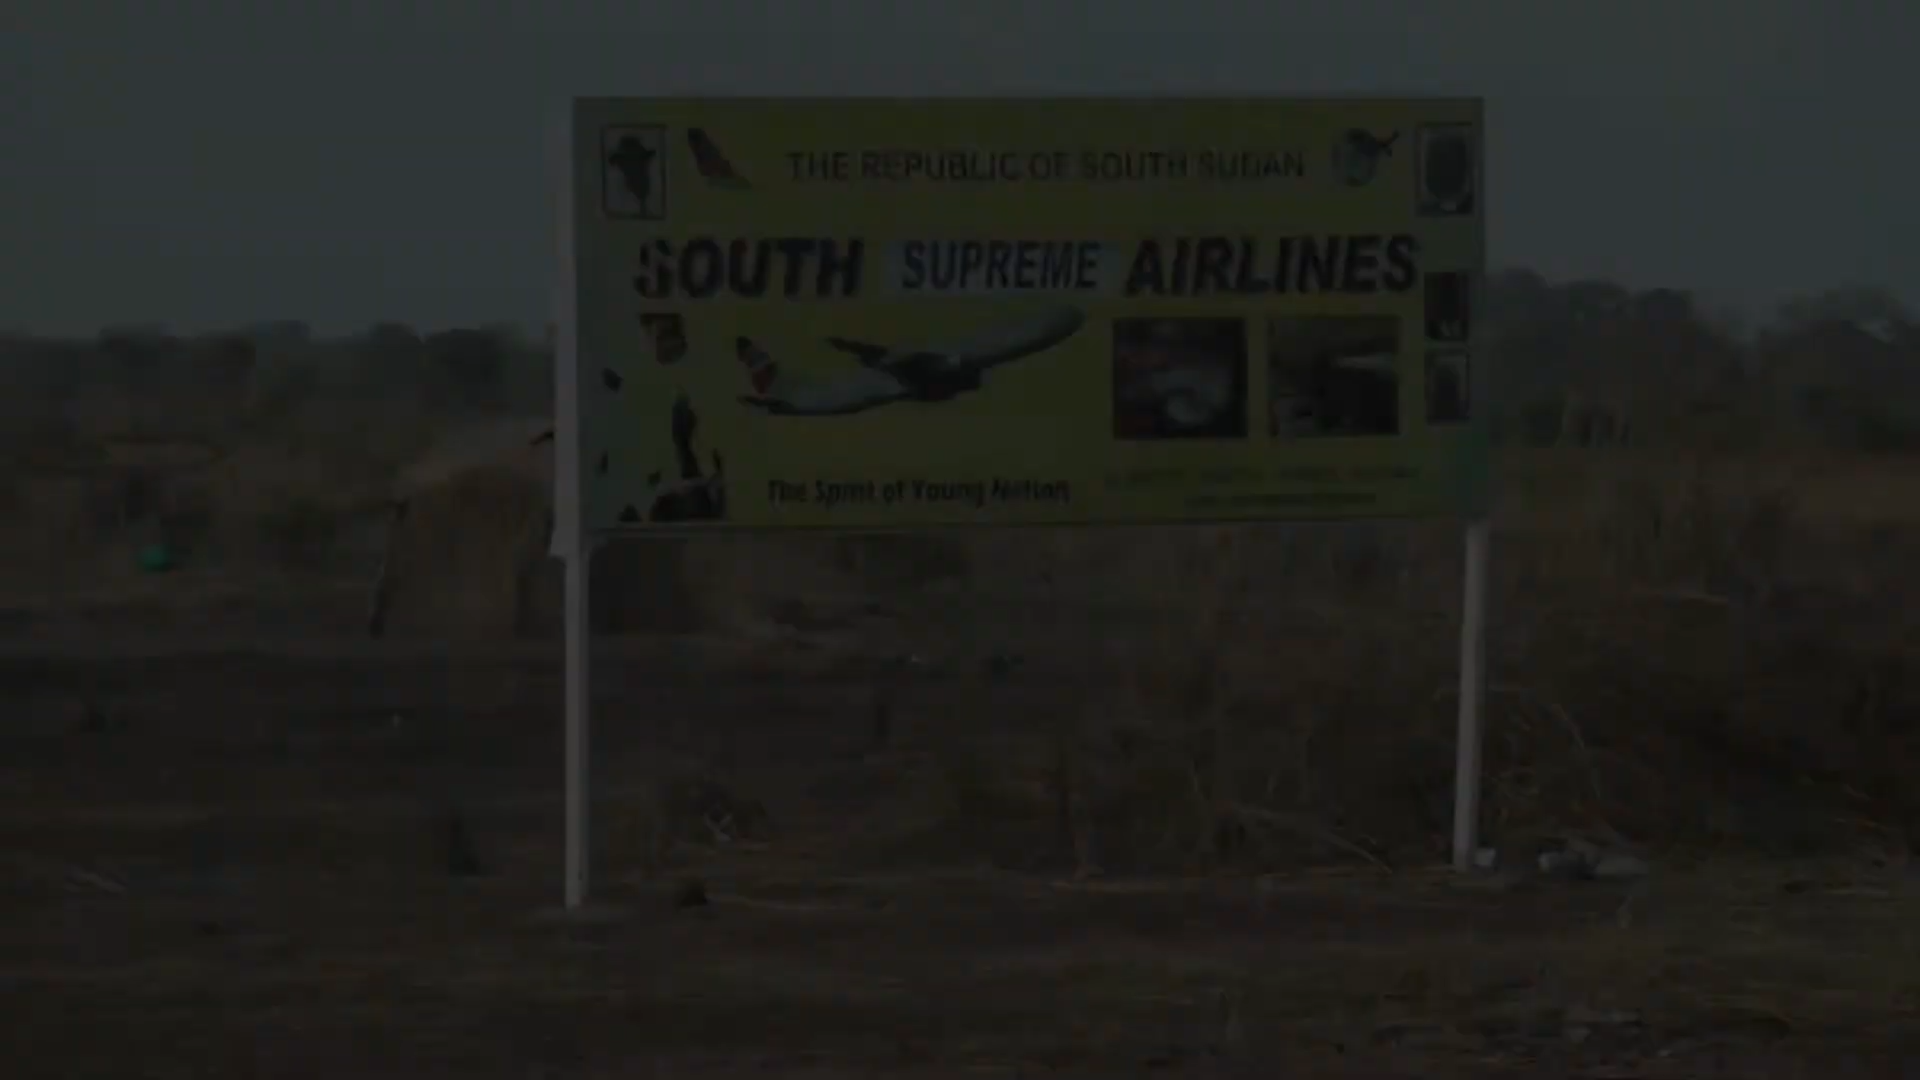 THE REPUBLIC OF SOUTH SUDAN
SOUTH SUPREME AIRLINES
The Spirit of Young Nation